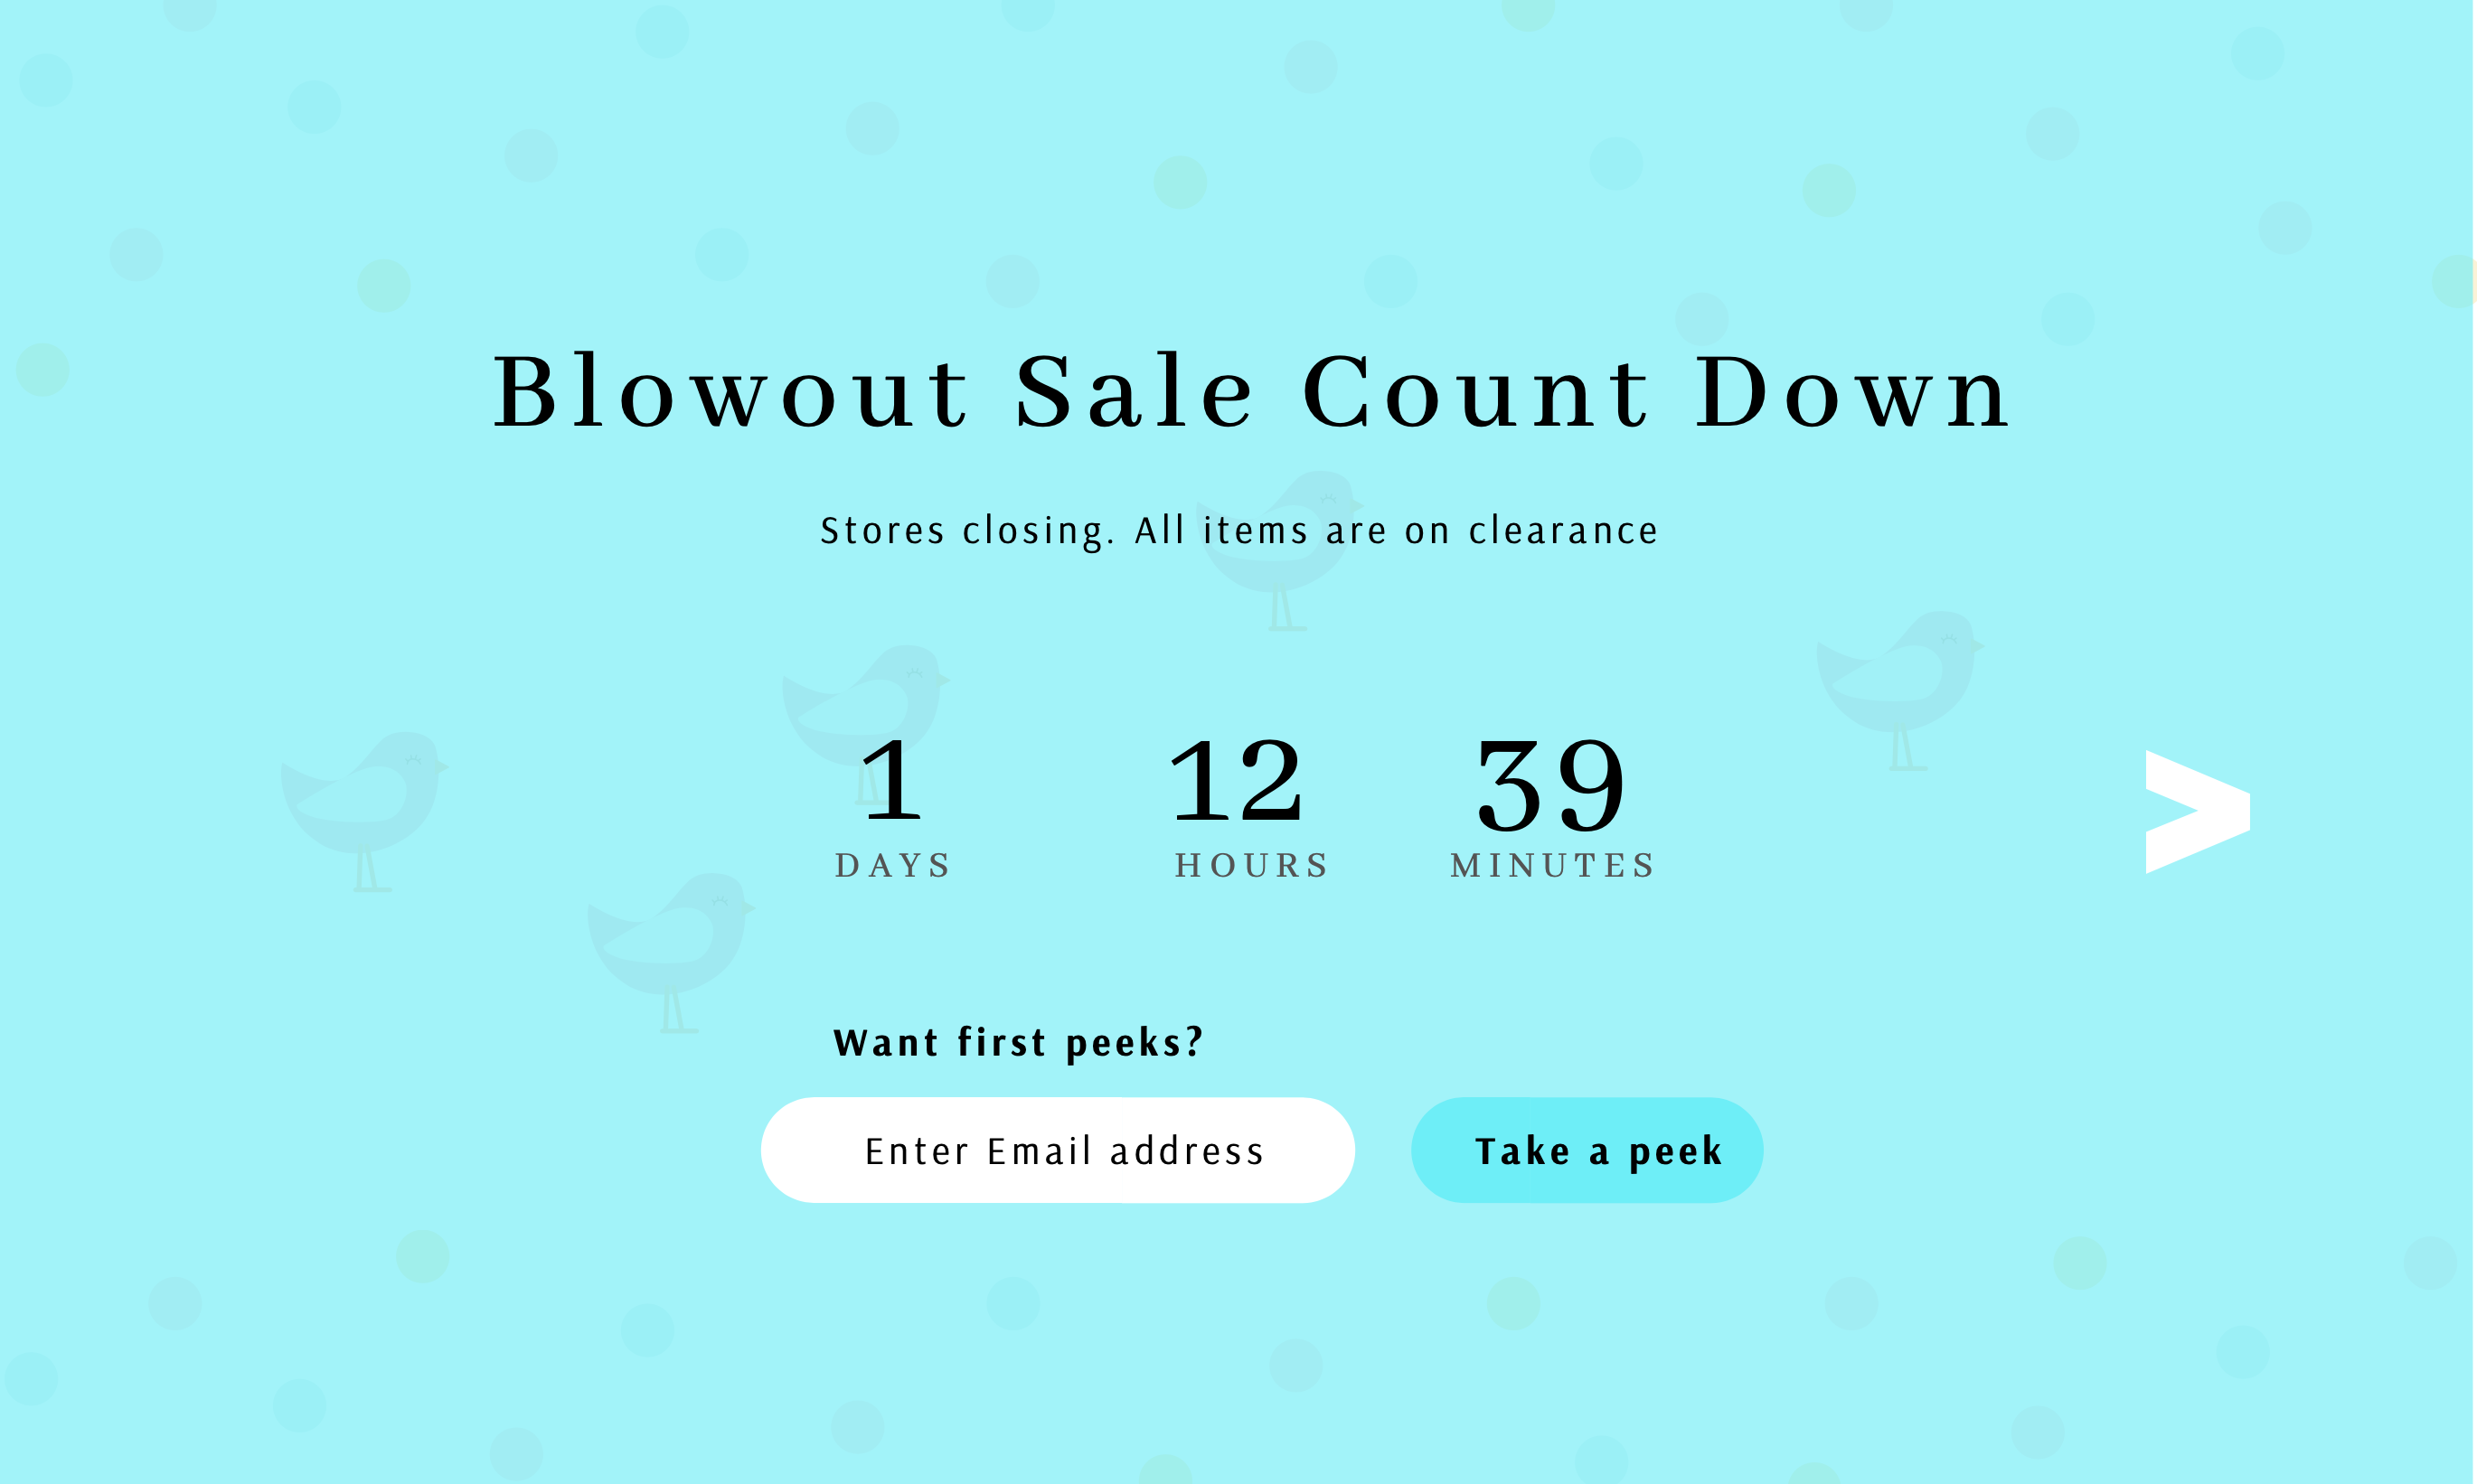 Blowout Sale Count Down
Stores closing. All items are on clearance
1 12 39
DAYS HOURS MINUTES
>
Want first peeks?
Enter Email address Take a peek